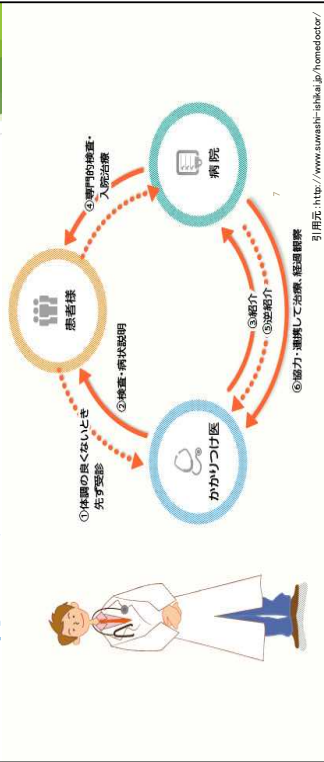 患者様
①体調の良くないとき
先ず受診
②検査・病状説明
④専門的検査・
入院治療
かかりつけ医
病院
③紹介
⑤逆紹介
⑥協力・連携して治療、経過観察
7
引用元:http://www.suwashi-ishikai.jp/homedoctor/